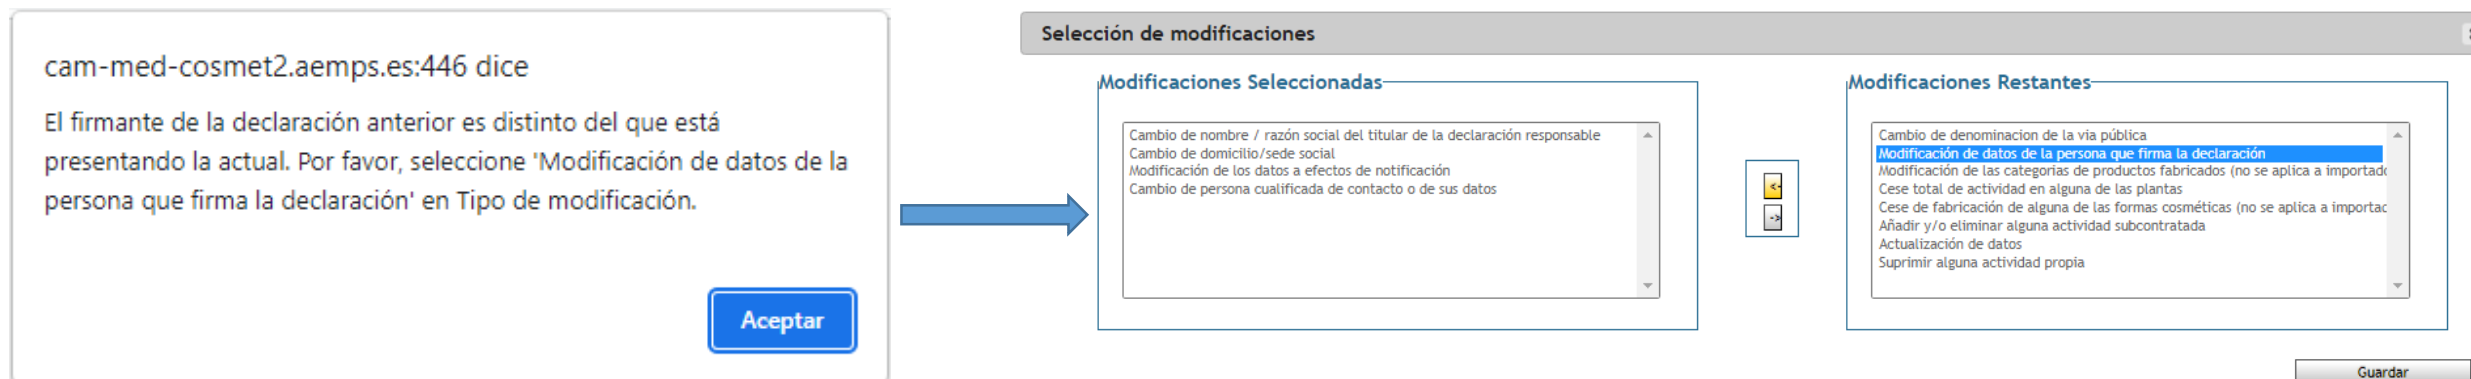 cam-med-cosmet2.aemps.es:446 dice
El firmante de la declaración anterior es distinto del que está
presentando la actual. Por favor, seleccione 'Modificación de datos de la
persona que firma la declaración' en Tipo de modificación.
Aceptar
Selección de modificaciones
Modificaciones Seleccionadas
Cambio de nombre / razón social del titular de la declaración responsable
Cambio de domicilio/sede social
Modificación de los datos a efectos de notificación
Cambio de persona cualificada de contacto o de sus datos
<-
->
Modificaciones Restantes
Cambio de denominacion de la via pública
Modificación de datos de la persona que firma la declaración
Modificación de las categorias de productos fabricados (no se aplica a importado
Cese total de actividad en alguna de las plantas
Cese de fabricación de alguna de las formas cosméticas (no se aplica a importac
Añadir y/o eliminar alguna actividad subcontratada
Actualización de datos
Suprimir alguna actividad propia
Guardar